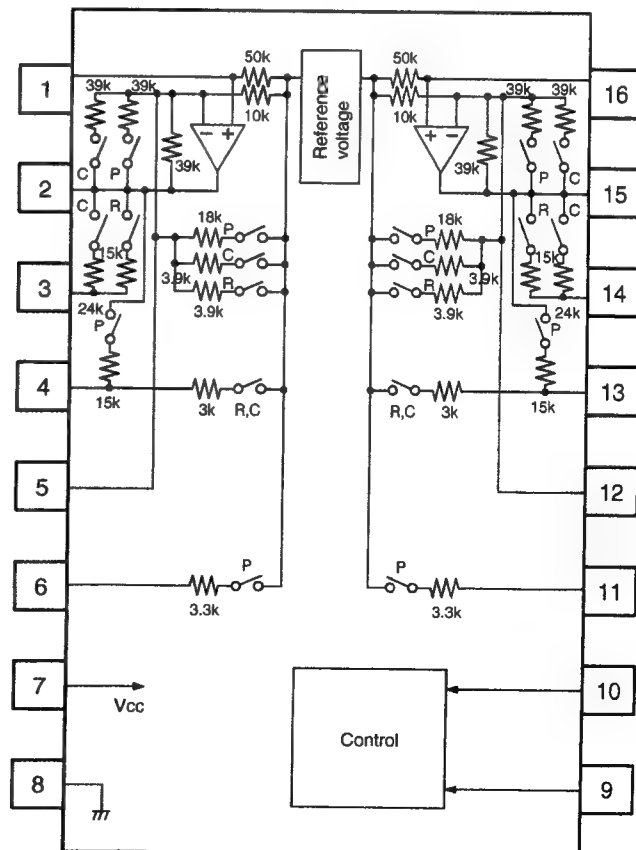 1
50k
Reference voltage
50k
16
39k
39k
10k
10k
39k
39k
− +
39k
+ −
39k
2
C
P
P
C
15
C
R
R
C
18k
P
P
18k
3
15k
3.9k
C
C
3.9k
15k
14
24k
R
R
24k
P
3.9k
3.9k
P
4
15k
3k
R,C
R,C
3k
15k
13
5
12
6
P
P
11
3.3k
3.3k
7
Vcc
10
Control
8
9